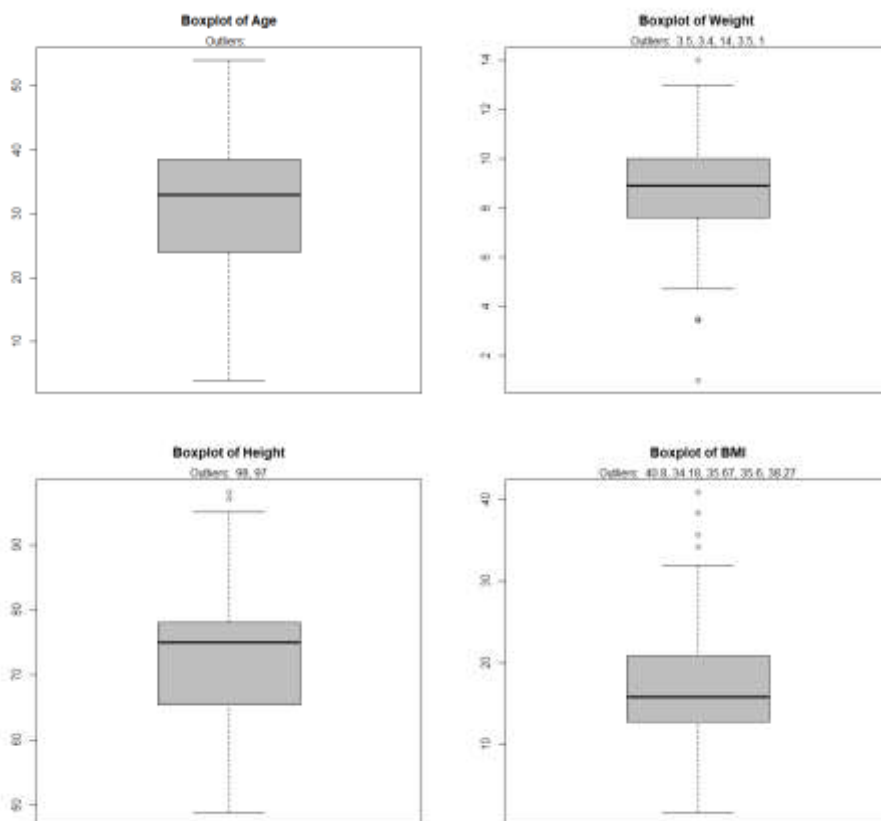 Boxplot of Age
Outliers:
50
40
30
20
10
Boxplot of Weight
Outliers: 3.5, 3.4, 14, 3.5, 1
14
12
10
8
6
4
2
Boxplot of Height
Outliers: 98, 97
90
80
70
60
50
Boxplot of BMI
Outliers: 40.8, 34.18, 35.67, 35.6, 38.27
40
30
20
10